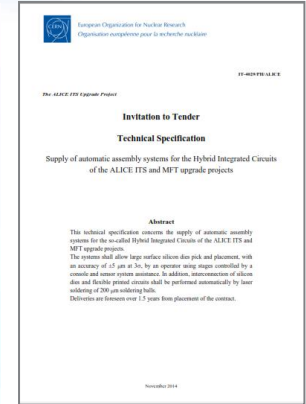 CERN
European Organization for Nuclear Research
Organisation européenne pour la recherche nucléaire
IT-4029/PH/ALICE
The ALICE ITS Upgrade Project
Invitation to Tender
Technical Specification
Supply of automatic assembly systems for the Hybrid Integrated Circuits
of the ALICE ITS and MFT upgrade projects
Abstract
This technical specification concerns the supply of automatic assembly
systems for the so-called Hybrid Integrated Circuits of the ALICE ITS and
MFT upgrade projects.
The systems shall allow large surface silicon dies pick and placement, with
an accuracy of ±5 μm at 3σ, by an operator using stages controlled by a
console and sensor system assistance. In addition, interconnection of silicon
dies and flexible printed circuits shall be performed automatically by laser
soldering of 200 μm soldering balls.
Deliveries are foreseen over 1.5 years from placement of the contract.
November 2014